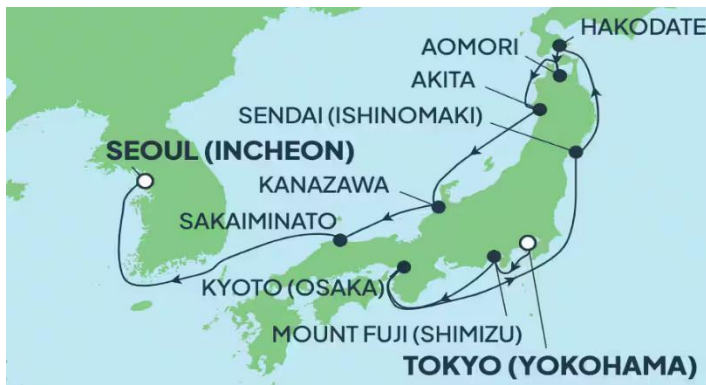 HAKODATE
AOMORI
AKITA
SENDAI (ISHINOMAKI)
SEOUL (INCHEON)
KANAZAWA
SAKAIMINATO
KYOTO (OSAKA)
MOUNT FUJI (SHIMIZU)
TOKYO (YOKOHAMA)